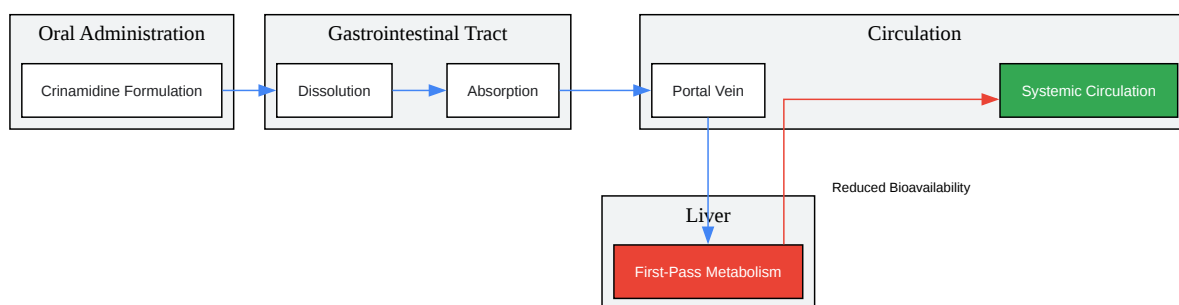 Oral Administration
Gastrointestinal Tract
Circulation
Crinamidine Formulation
Dissolution
Absorption
Portal Vein
Systemic Circulation
Reduced Bioavailability
Liver
First-Pass Metabolism